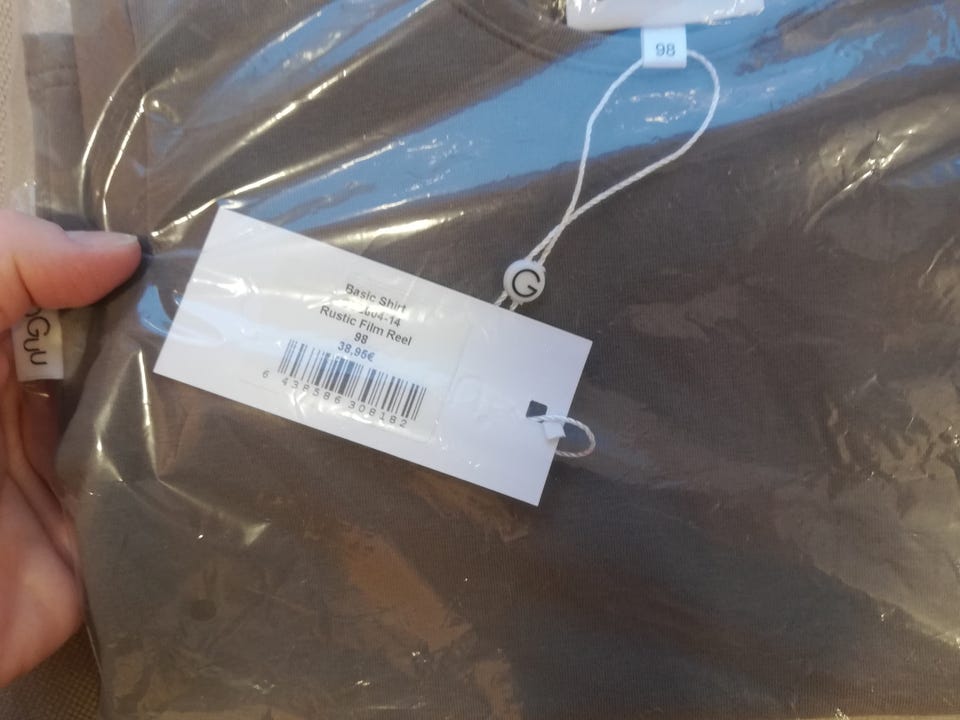 98
G
Basic Shirt
Rustic Film Reel
98
38,95€
6 438586 308182